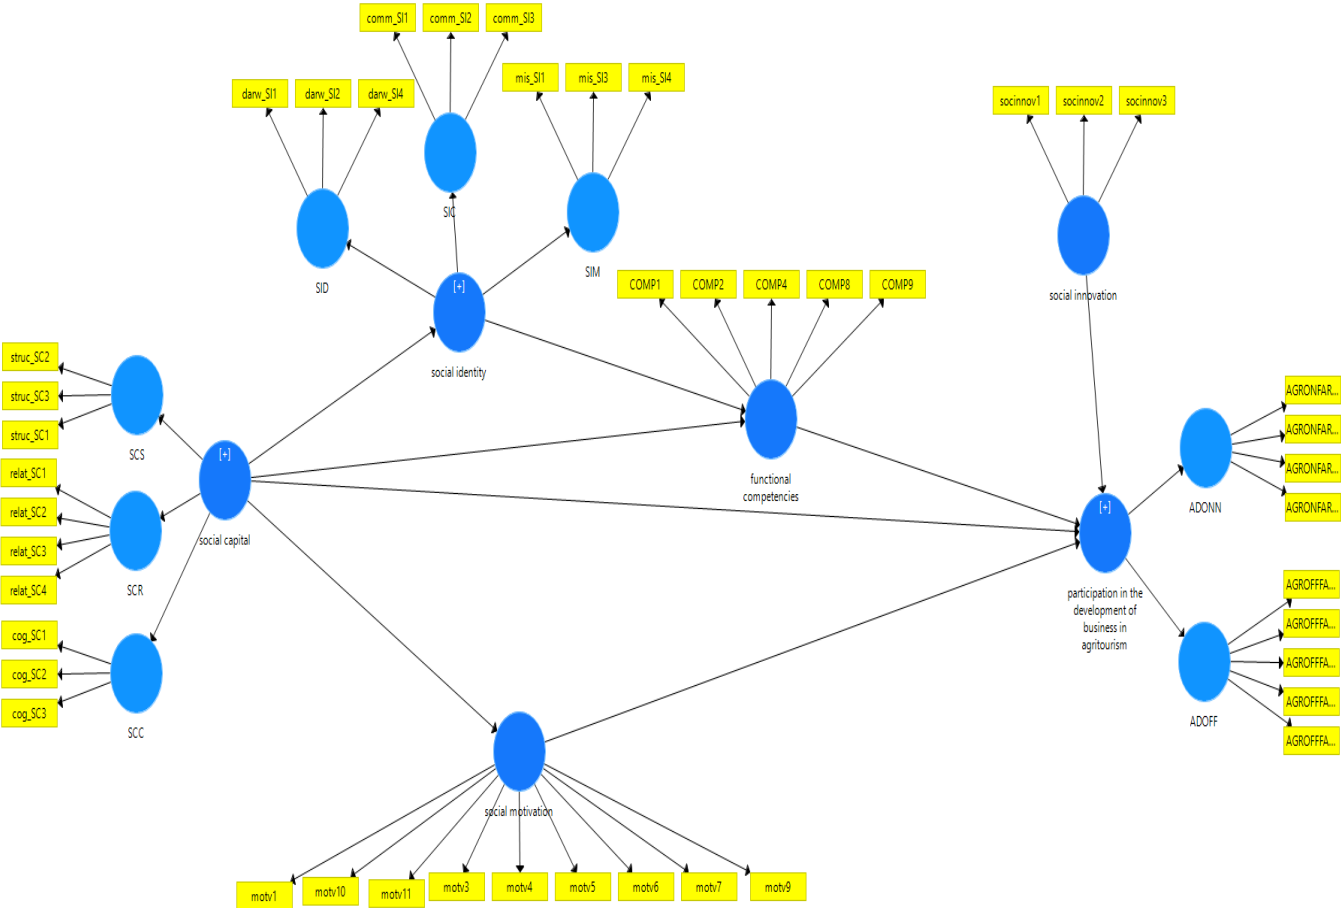 comm_SI1
comm_SI2
comm_SI3
mis_SI1
mis_SI3
mis_SI4
darw_SI1
darw_SI2
darw_SI4
socinnov1
socinnov2
socinnov3
SIC
SID
SIM
[+]
social identity
COMP1
COMP2
COMP4
COMP8
COMP9
social innovation
struc_SC2
struc_SC3
struc_SC1
SCS
relat_SC1
relat_SC2
relat_SC3
relat_SC4
SCR
cog_SC1
cog_SC2
cog_SC3
SCC
[+]
social capital
functional
competencies
AGRONFAR...
AGRONFAR...
AGRONFAR...
AGRONFAR...
ADONN
[+]
participation in the
development of
business in
agritourism
AGROFFFA...
AGROFFFA...
AGROFFFA...
AGROFFFA...
AGROFFFA...
ADOFF
social motivation
motv1
motv10
motv11
motv3
motv4
motv5
motv6
motv7
motv9